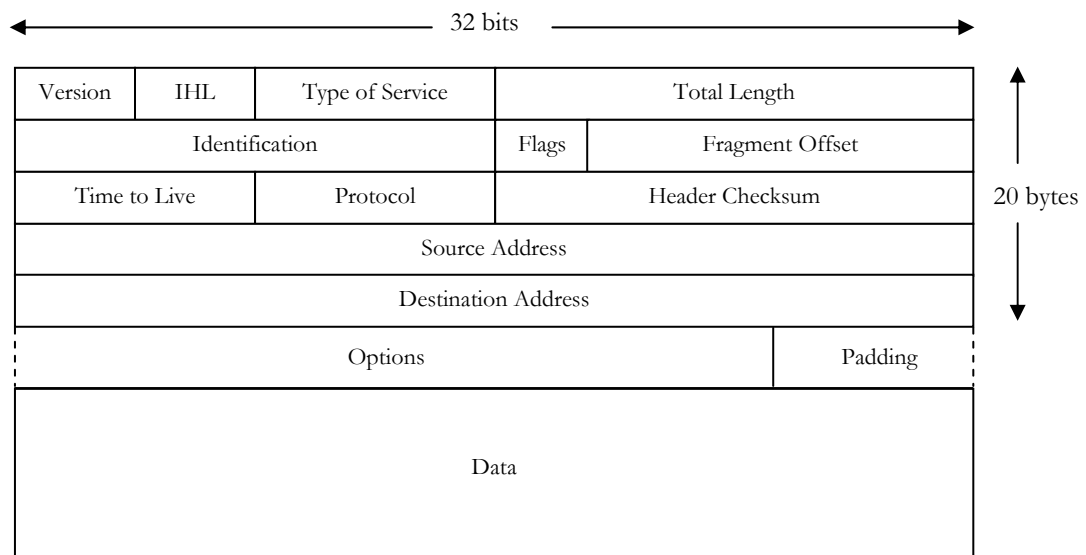 32 bits
Version IHL Type of Service Total Length
Identification Flags Fragment Offset
Time to Live Protocol Header Checksum
20 bytes
Source Address
Destination Address
Options Padding
Data